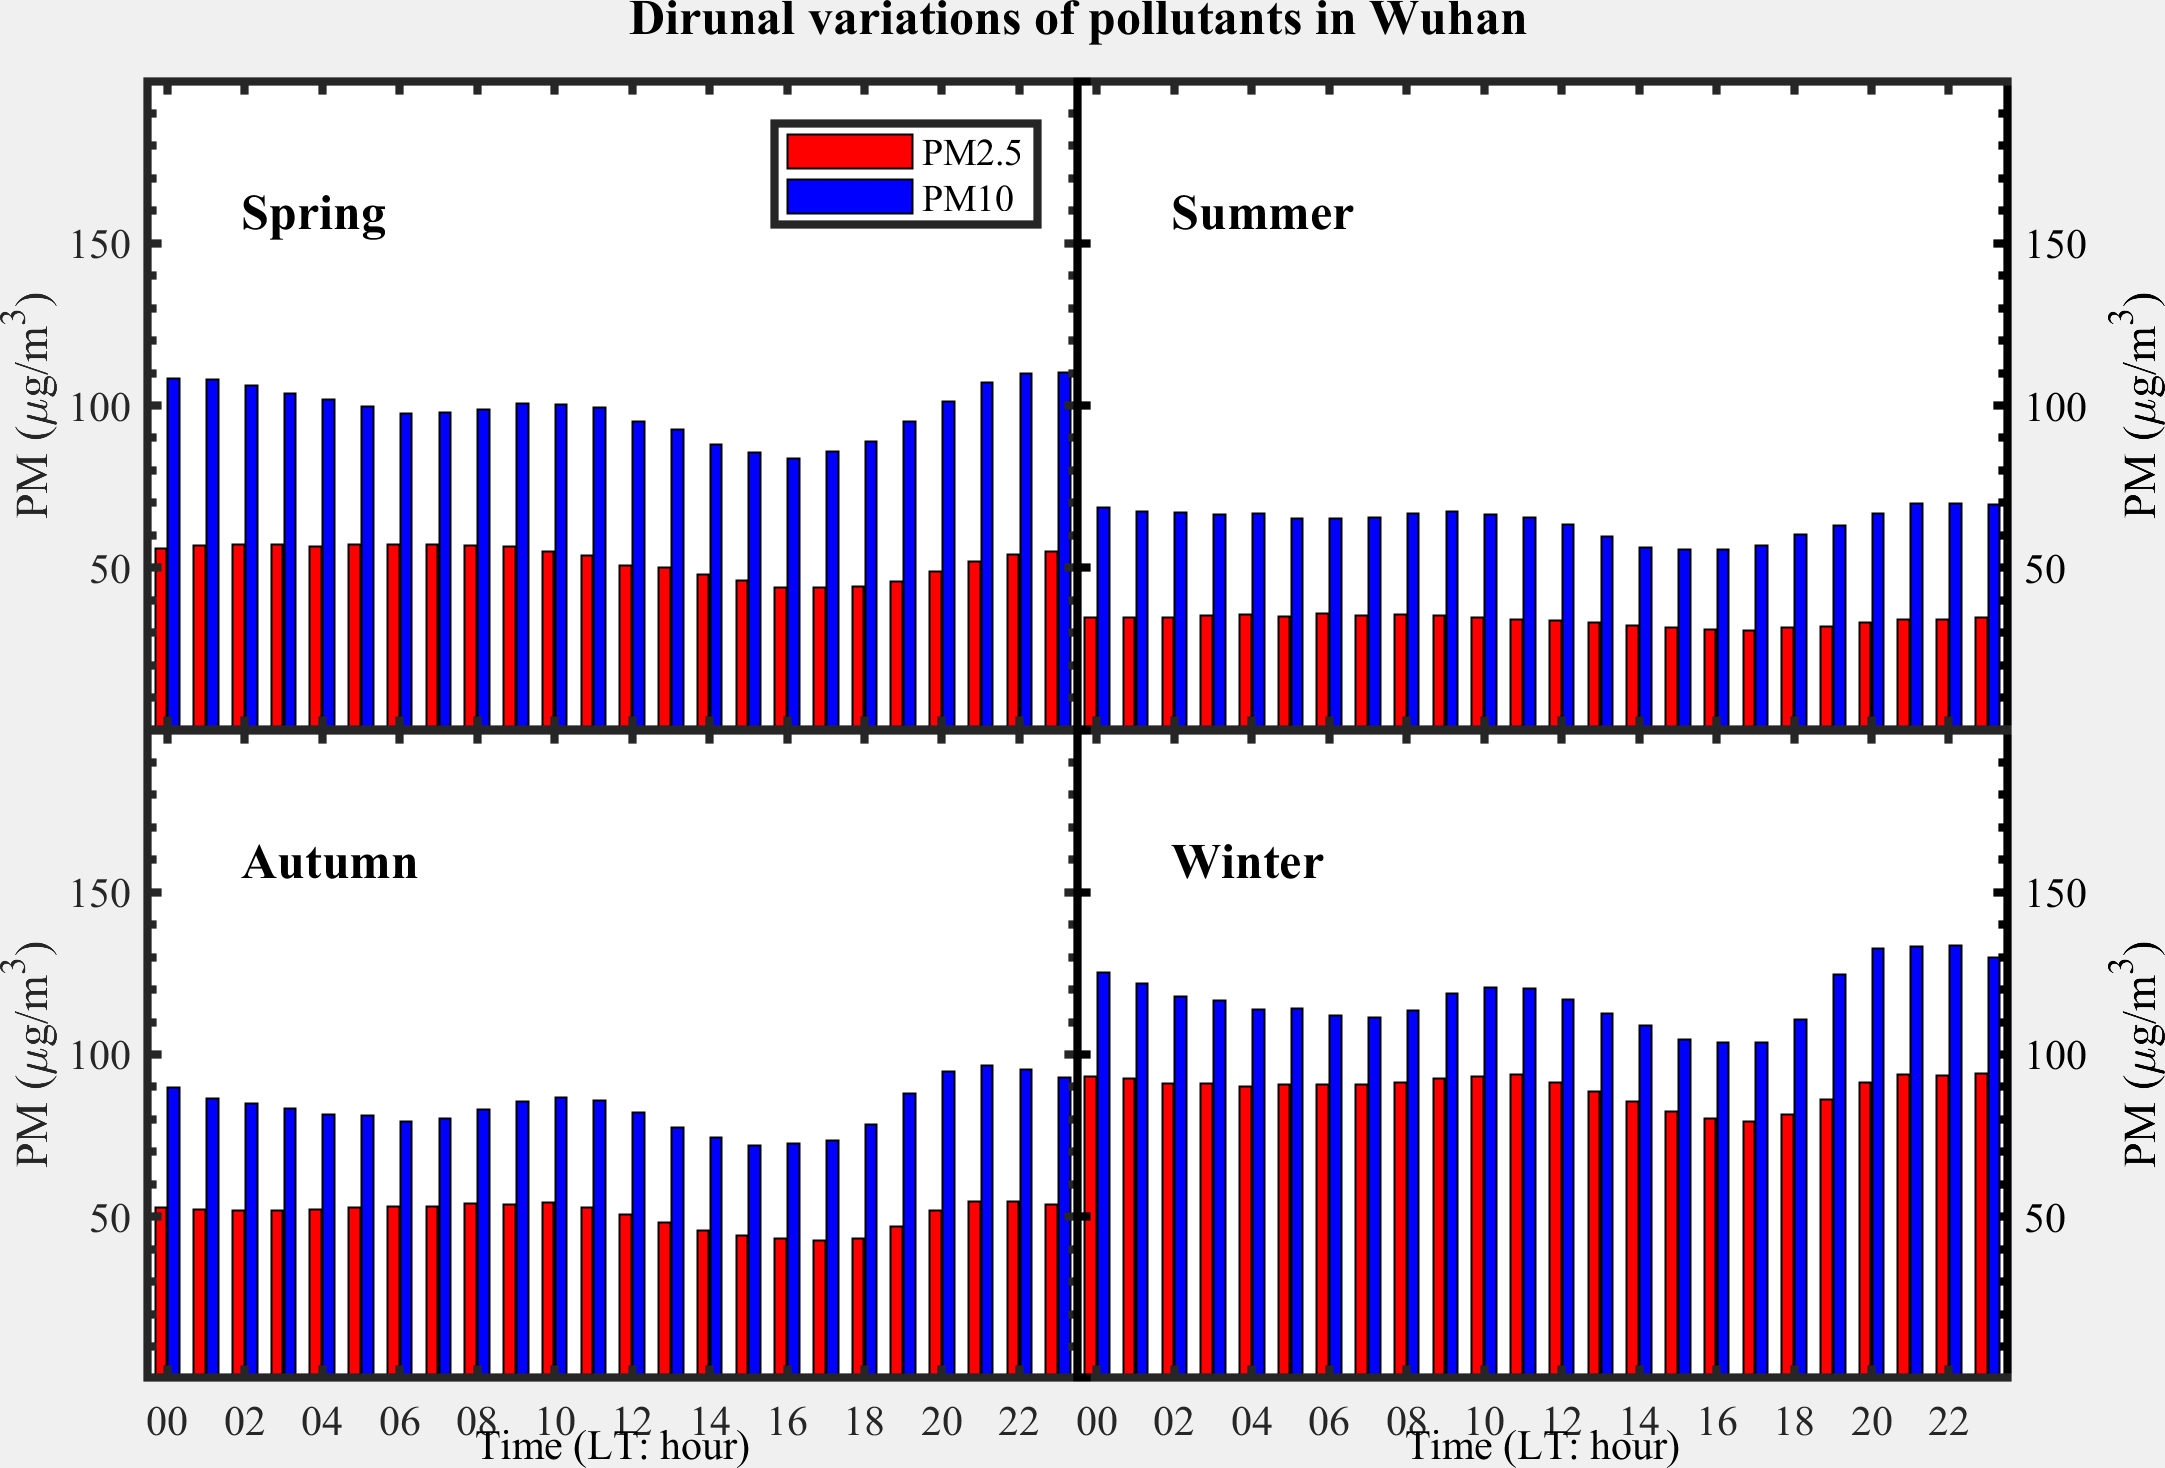 Dirunal variations of pollutants in Wuhan
PM2.5
PM10
Spring
Summer
150
100
50
PM (μg/m³)
150
100
50
PM (μg/m³)
Autumn
Winter
150
100
50
PM (μg/m³)
150
100
50
PM (μg/m³)
00 02 04 06 08 10 12 14 16 18 20 22
00 02 04 06 08 10 12 14 16 18 20 22
Time (LT: hour)
Time (LT: hour)